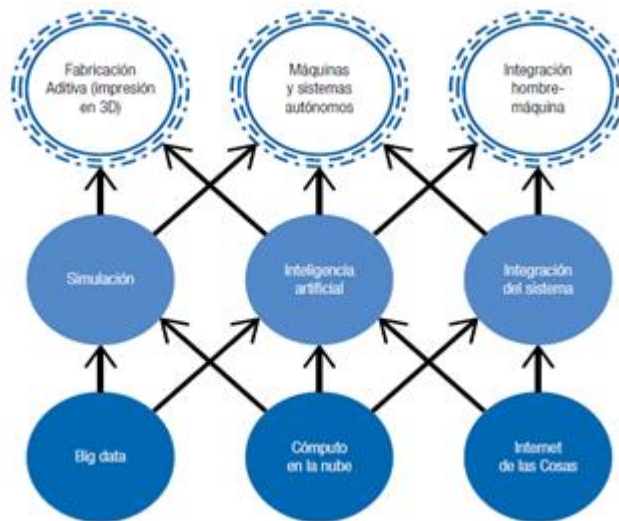 Fabricación
Aditiva (impresión
en 3D)
Máquinas
y sistemas
autónomos
Integración
hombre-
máquina
Simulación
Inteligencia
artificial
Integración
del sistema
Big data
Cómputo
en la nube
Internet
de las Cosas